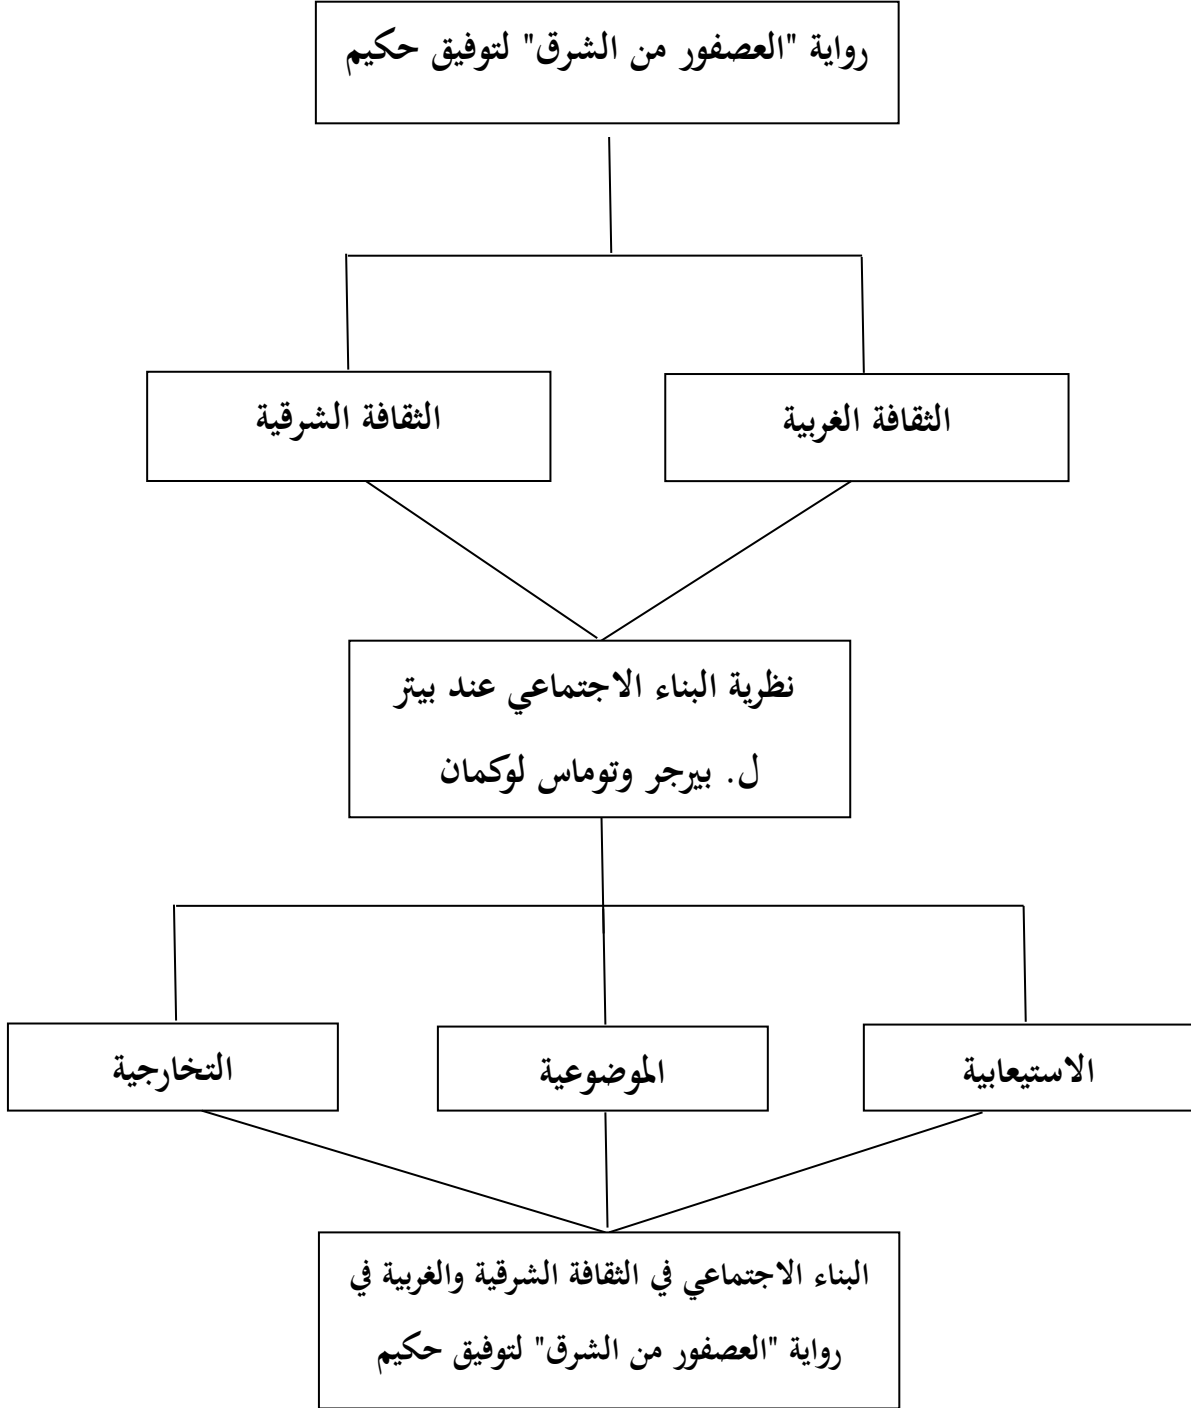 رواية "العصفور من الشرق" لتوفيق حكيم
الثقافة الغربية
الثقافة الشرقية
نظرية البناء الاجتماعي عند بيتر
ل. بيرجر وتوماس لوكمان
الاستيعابية
الموضوعية
التخارجية
البناء الاجتماعي في الثقافة الشرقية والغربية في
رواية "العصفور من الشرق" لتوفيق حكيم